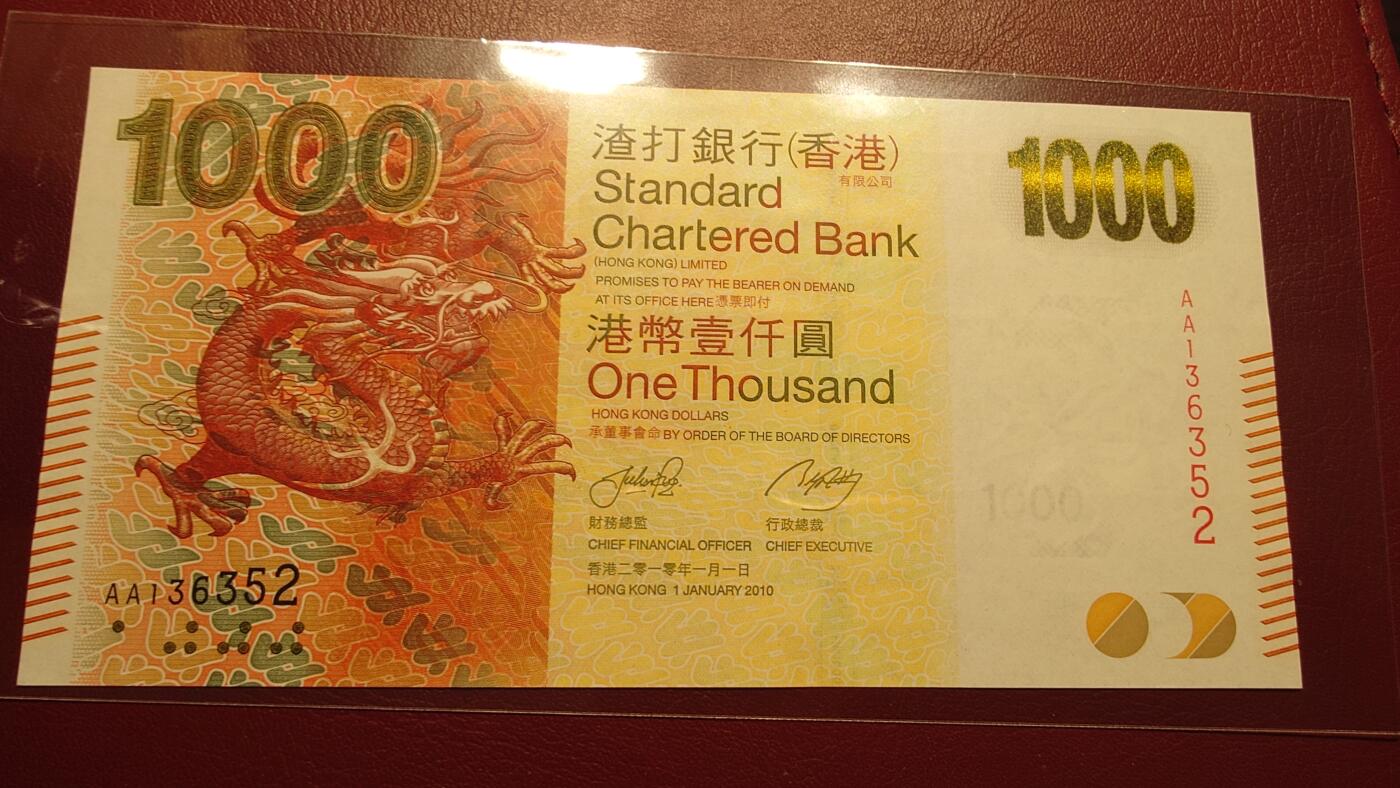 1000
渣打銀行(香港)
有限公司
Standard
Chartered Bank
(HONG KONG) LIMITED
PROMISES TO PAY THE BEARER ON DEMAND
AT ITS OFFICE HERE 憑票即付
港幣壹仟圓
One Thousand
HONG KONG DOLLARS
承董事會命 BY ORDER OF THE BOARD OF DIRECTORS
財務總監
CHIEF FINANCIAL OFFICER
行政總裁
CHIEF EXECUTIVE
香港二零一零年一月一日
HONG KONG 1 JANUARY 2010
AA136352
1000
AA136352
1000